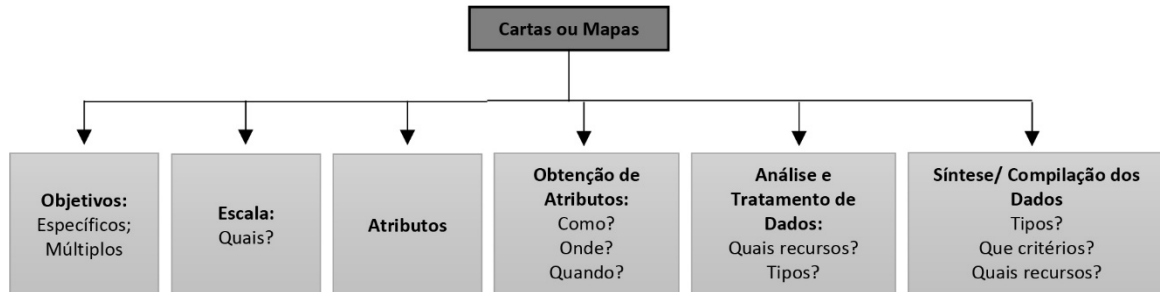 Cartas ou Mapas
Objetivos:
Específicos;
Múltiplos
Escala:
Quais?
Atributos
Obtenção de
Atributos:
Como?
Onde?
Quando?
Análise e
Tratamento de
Dados:
Quais recursos?
Tipos?
Síntese/ Compilação dos
Dados
Tipos?
Que critérios?
Quais recursos?